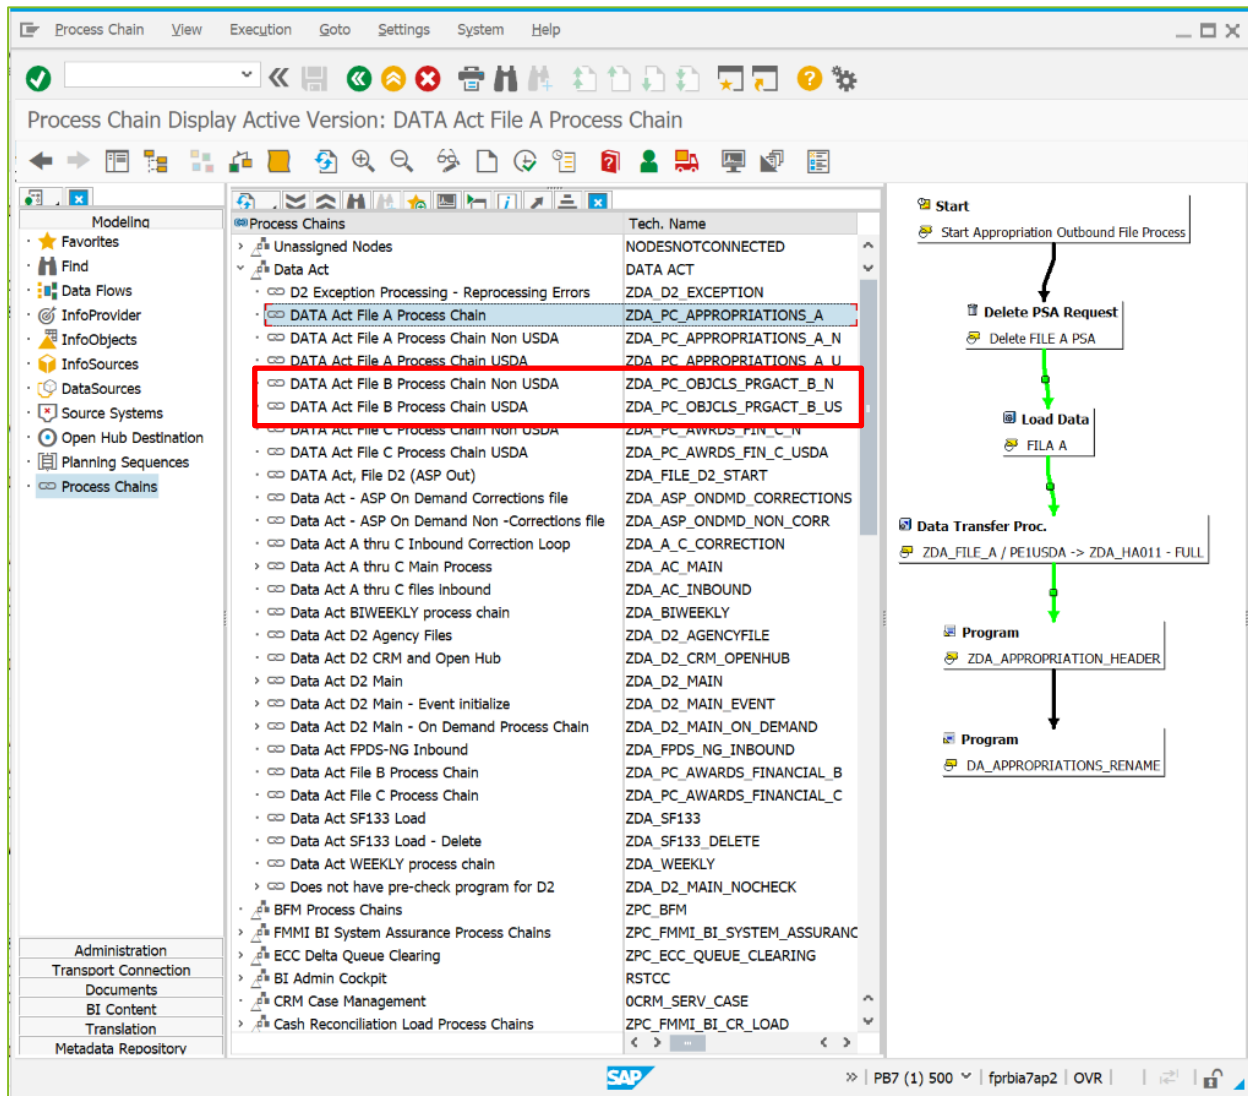 Process Chain View Execution Goto Settings System Help
Process Chain Display Active Version: DATA Act File A Process Chain
Modeling
Favorites
Find
Data Flows
InfoProvider
InfoObjects
InfoSources
DataSources
Source Systems
Open Hub Destination
Planning Sequences
Process Chains
Administration
Transport Connection
Documents
BI Content
Translation
Metadata Repository
Process Chains Tech. Name
Unassigned Nodes NODESNOTCONNECTED
Data Act DATA ACT
D2 Exception Processing - Reprocessing Errors ZDA_D2_EXCEPTION
DATA Act File A Process Chain ZDA_PC_APPROPRIATIONS_A
DATA Act File A Process Chain Non USDA ZDA_PC_APPROPRIATIONS_A_N
DATA Act File A Process Chain USDA ZDA_PC_APPROPRIATIONS_A_U
DATA Act File B Process Chain Non USDA ZDA_PC_OBJCLS_PRGACT_B_N
DATA Act File B Process Chain USDA ZDA_PC_OBJCLS_PRGACT_B_US
DATA Act File C Process Chain Non USDA ZDA_PC_AWRDS_FIN_C_N
DATA Act File C Process Chain USDA ZDA_PC_AWRDS_FIN_C_USDA
DATA Act, File D2 (ASP Out) ZDA_FILE_D2_START
Data Act - ASP On Demand Corrections file ZDA_ASP_ONDMD_CORRECTIONS
Data Act - ASP On Demand Non -Corrections file ZDA_ASP_ONDMD_NON_CORR
Data Act A thru C Inbound Correction Loop ZDA_A_C_CORRECTION
Data Act A thru C Main Process ZDA_AC_MAIN
Data Act A thru C files Inbound ZDA_AC_INBOUND
Data Act BIWEEKLY process chain ZDA_BIWEEKLY
Data Act D2 Agency Files ZDA_D2_AGENCYFILE
Data Act D2 CRM and Open Hub ZDA_D2_CRM_OPENHUB
Data Act D2 Main ZDA_D2_MAIN
Data Act D2 Main - Event initialize ZDA_D2_MAIN_EVENT
Data Act D2 Main - On Demand Process Chain ZDA_D2_MAIN_ON_DEMAND
Data Act FPDS-NG Inbound ZDA_FPDS_NG_INBOUND
Data Act File B Process Chain ZDA_PC_AWARDS_FINANCIAL_B
Data Act File C Process Chain ZDA_PC_AWARDS_FINANCIAL_C
Data Act SF133 Load ZDA_SF133
Data Act SF133 Load - Delete ZDA_SF133_DELETE
Data Act WEEKLY process chain ZDA_WEEKLY
Does not have pre-check program for D2 ZDA_D2_MAIN_NOCHECK
BFM Process Chains ZPC_BFM
FMMI BI System Assurance Process Chains ZPC_FMMI_BI_SYSTEM_ASSURANC
ECC Delta Queue Clearing ZPC_ECC_QUEUE_CLEARING
BI Admin Cockpit RSTCC
CRM Case Management 0CRM_SERV_CASE
Cash Reconciliation Load Process Chains ZPC_FMMI_BI_CR_LOAD
Start
Start Appropriation Outbound File Process
Delete PSA Request
Delete FILE A PSA
Load Data
FILA A
Data Transfer Proc.
ZDA_FILE_A / PE1USDA -> ZDA_HA011 - FULL
Program
ZDA_APPROPRIATION_HEADER
Program
DA_APPROPRIATIONS_RENAME
SAP
PB7 (1) 500 fprbia7ap2 OVR